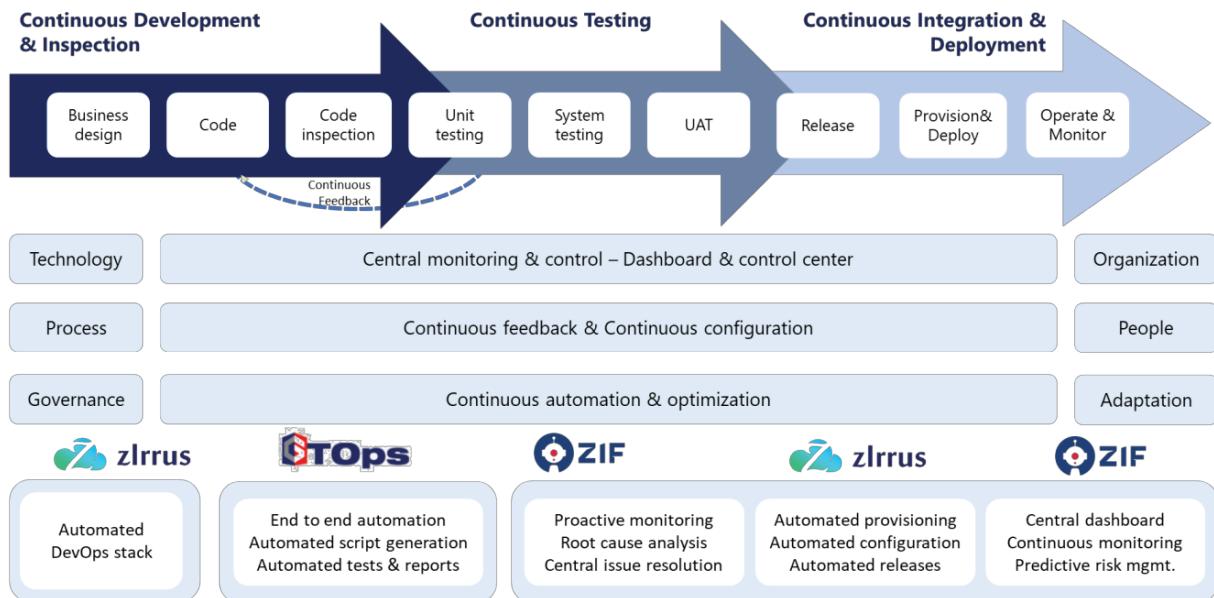 Continuous Development
& Inspection
Continuous Testing
Continuous Integration &
Deployment
Business
design
Code
Code
inspection
Unit
testing
System
testing
UAT
Release
Provision&
Deploy
Operate &
Monitor
Continuous
Feedback
Technology
Central monitoring & control – Dashboard & control center
Organization
Process
Continuous feedback & Continuous configuration
People
Governance
Continuous automation & optimization
Adaptation
zIrrus
TOps
ZIF
zIrrus
ZIF
Automated
DevOps stack
End to end automation
Automated script generation
Automated tests & reports
Proactive monitoring
Root cause analysis
Central issue resolution
Automated provisioning
Automated configuration
Automated releases
Central dashboard
Continuous monitoring
Predictive risk mgmt.